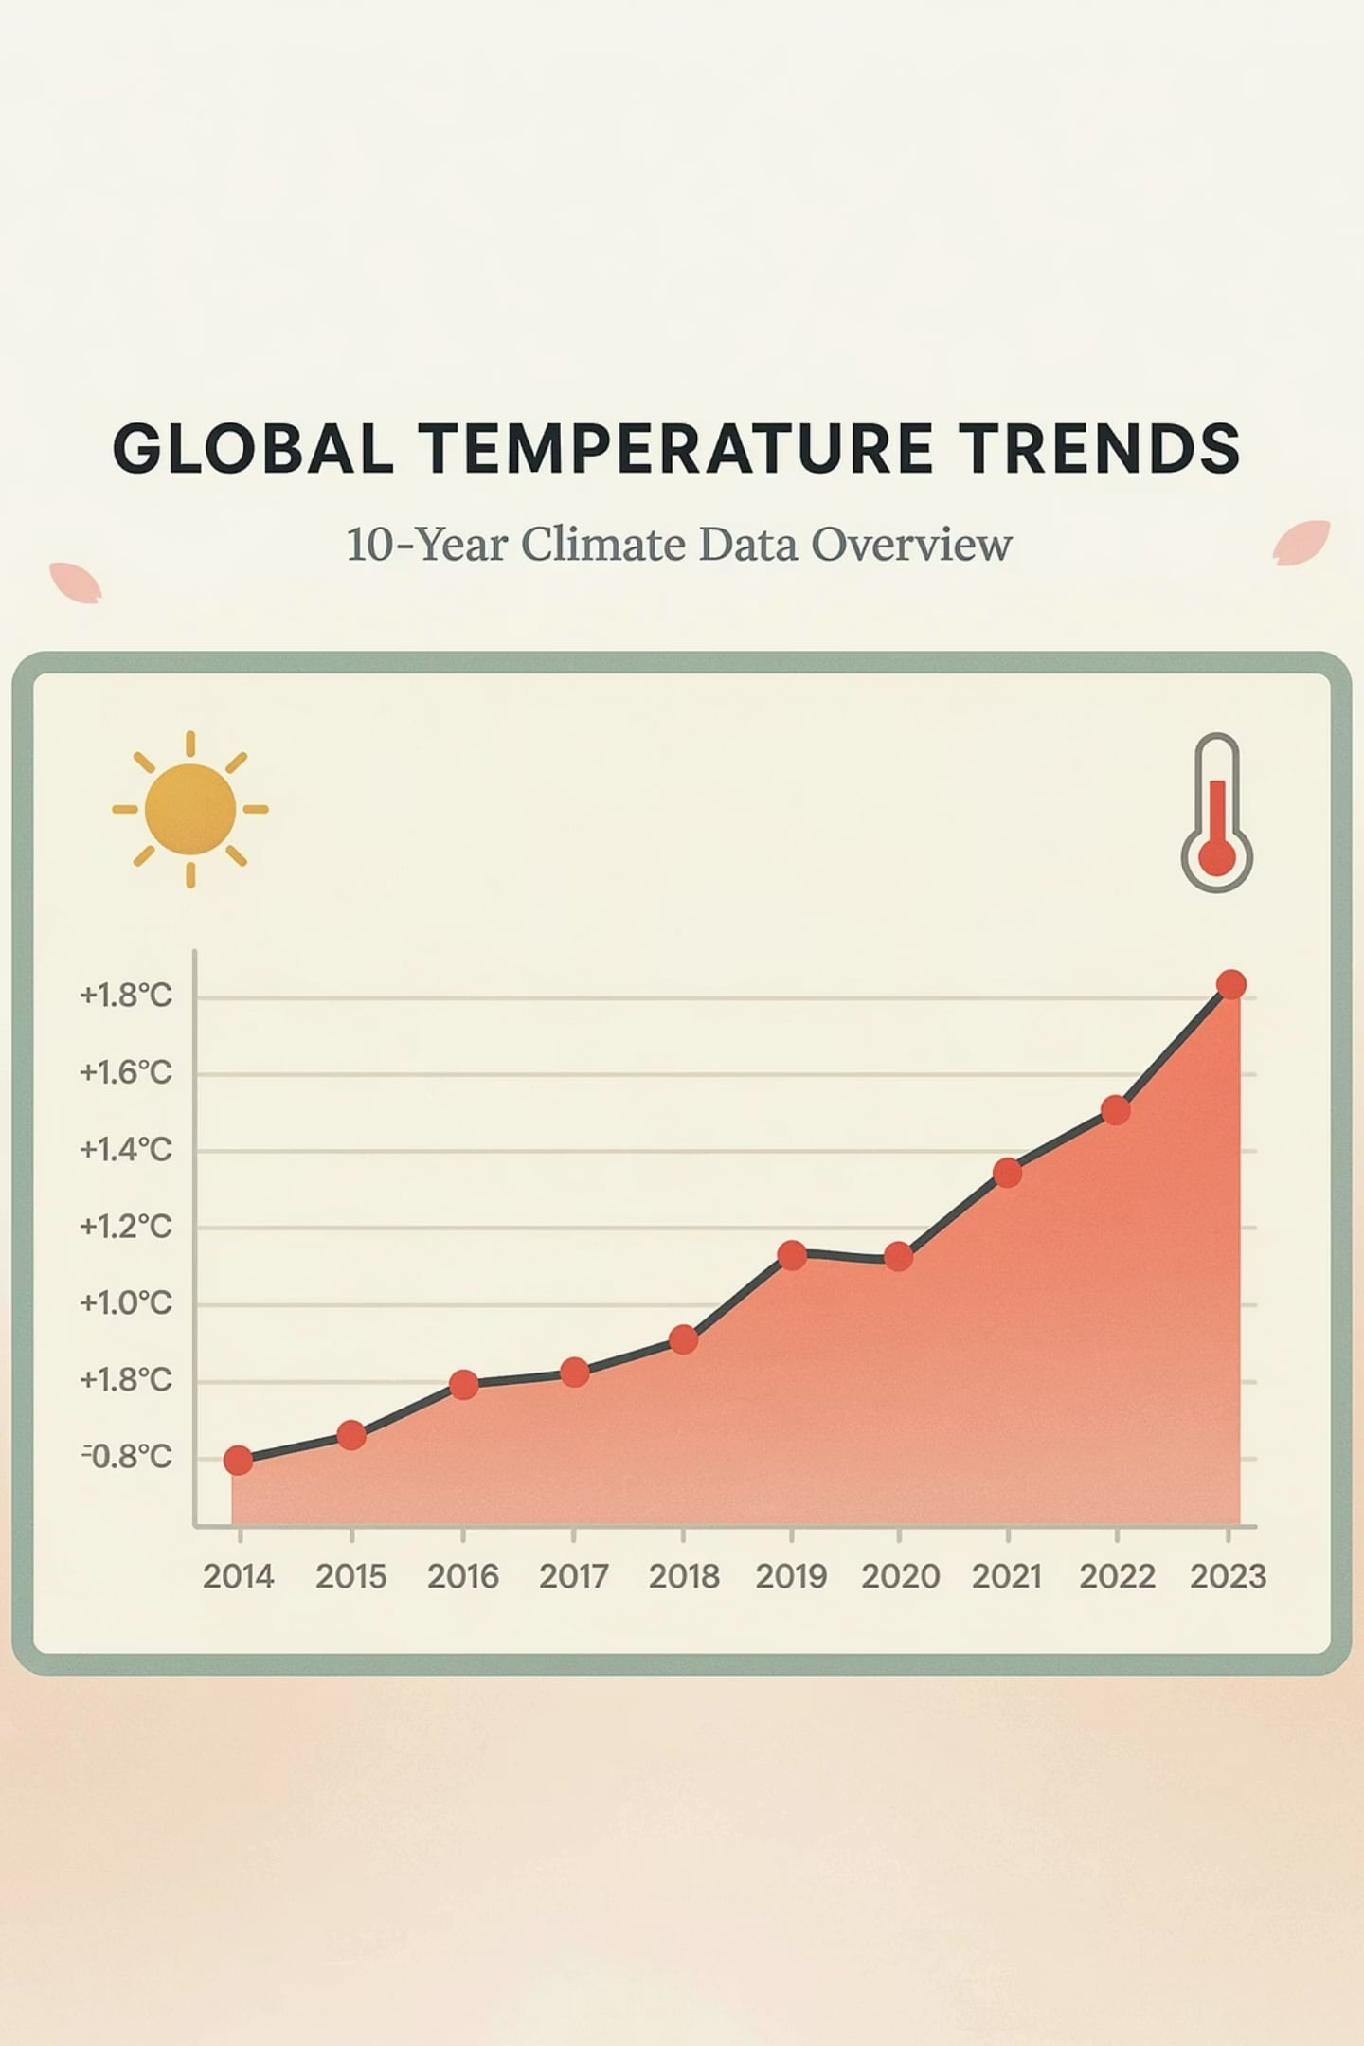 GLOBAL TEMPERATURE TRENDS
10-Year Climate Data Overview
+1.8°C
+1.6°C
+1.4°C
+1.2°C
+1.0°C
+1.8°C
0.8°C
2014 2015 2016 2017 2018 2019 2020 2021 2022 2023